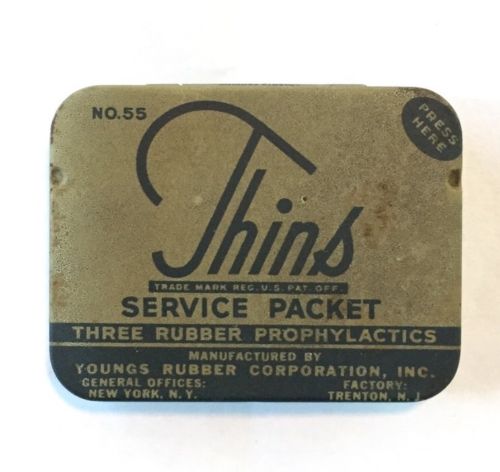 NO.55
PRESS
HERE
Thins
TRADE MARK REG. U.S. PAT. OFF.
SERVICE PACKET
THREE RUBBER PROPHYLACTICS
MANUFACTURED BY
YOUNGS RUBBER CORPORATION, INC.
GENERAL OFFICES: FACTORY:
NEW YORK, N.Y. TRENTON, N.J.